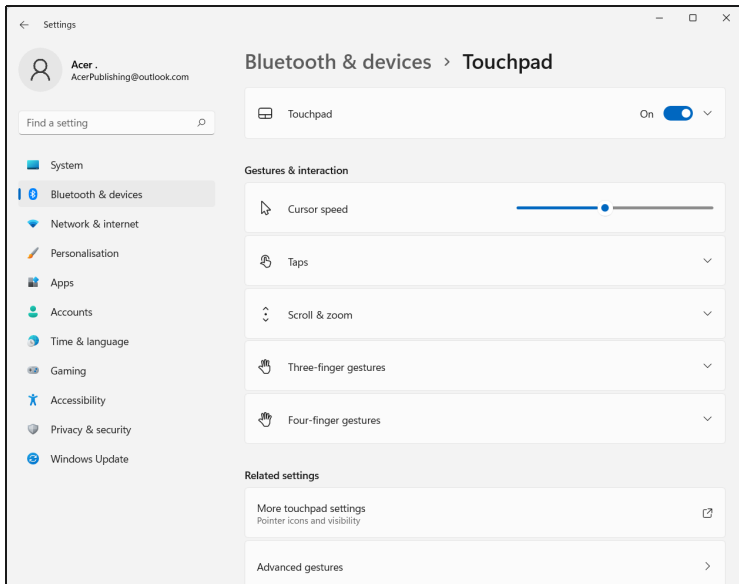 Settings
Acer .
AcerPublishing@outlook.com
Find a setting
System
Bluetooth & devices
Network & internet
Personalisation
Apps
Accounts
Time & language
Gaming
Accessibility
Privacy & security
Windows Update
Bluetooth & devices › Touchpad
Touchpad
On
Gestures & interaction
Cursor speed
Taps
Scroll & zoom
Three-finger gestures
Four-finger gestures
Related settings
More touchpad settings
Pointer icons and visibility
Advanced gestures